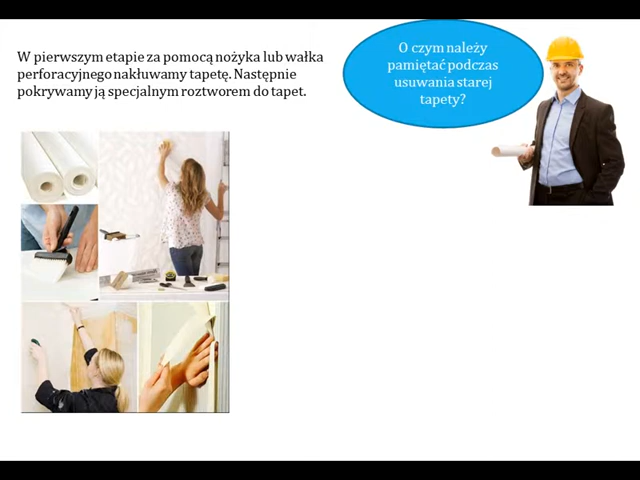 W pierwszym etapie za pomocą nożyka lub wałka
perforacyjnego nakłuwamy tapetę. Następnie
pokrywamy ją specjalnym roztworem do tapet.
O czym należy
pamiętać podczas
usuwania starej
tapety?